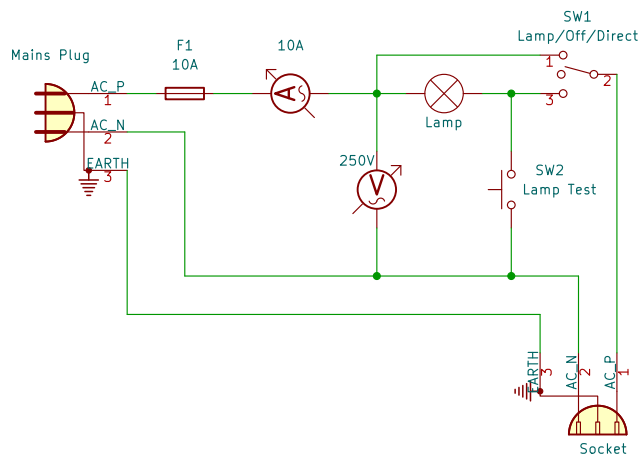 SW1
Lamp/Off/Direct
Mains Plug
F1
10A
10A
1
2
3
AC_P
1
AC_N
2
EARTH
3
A
Lamp
250V
V
SW2
Lamp Test
EARTH
3
AC_N
2
AC_P
1
Socket